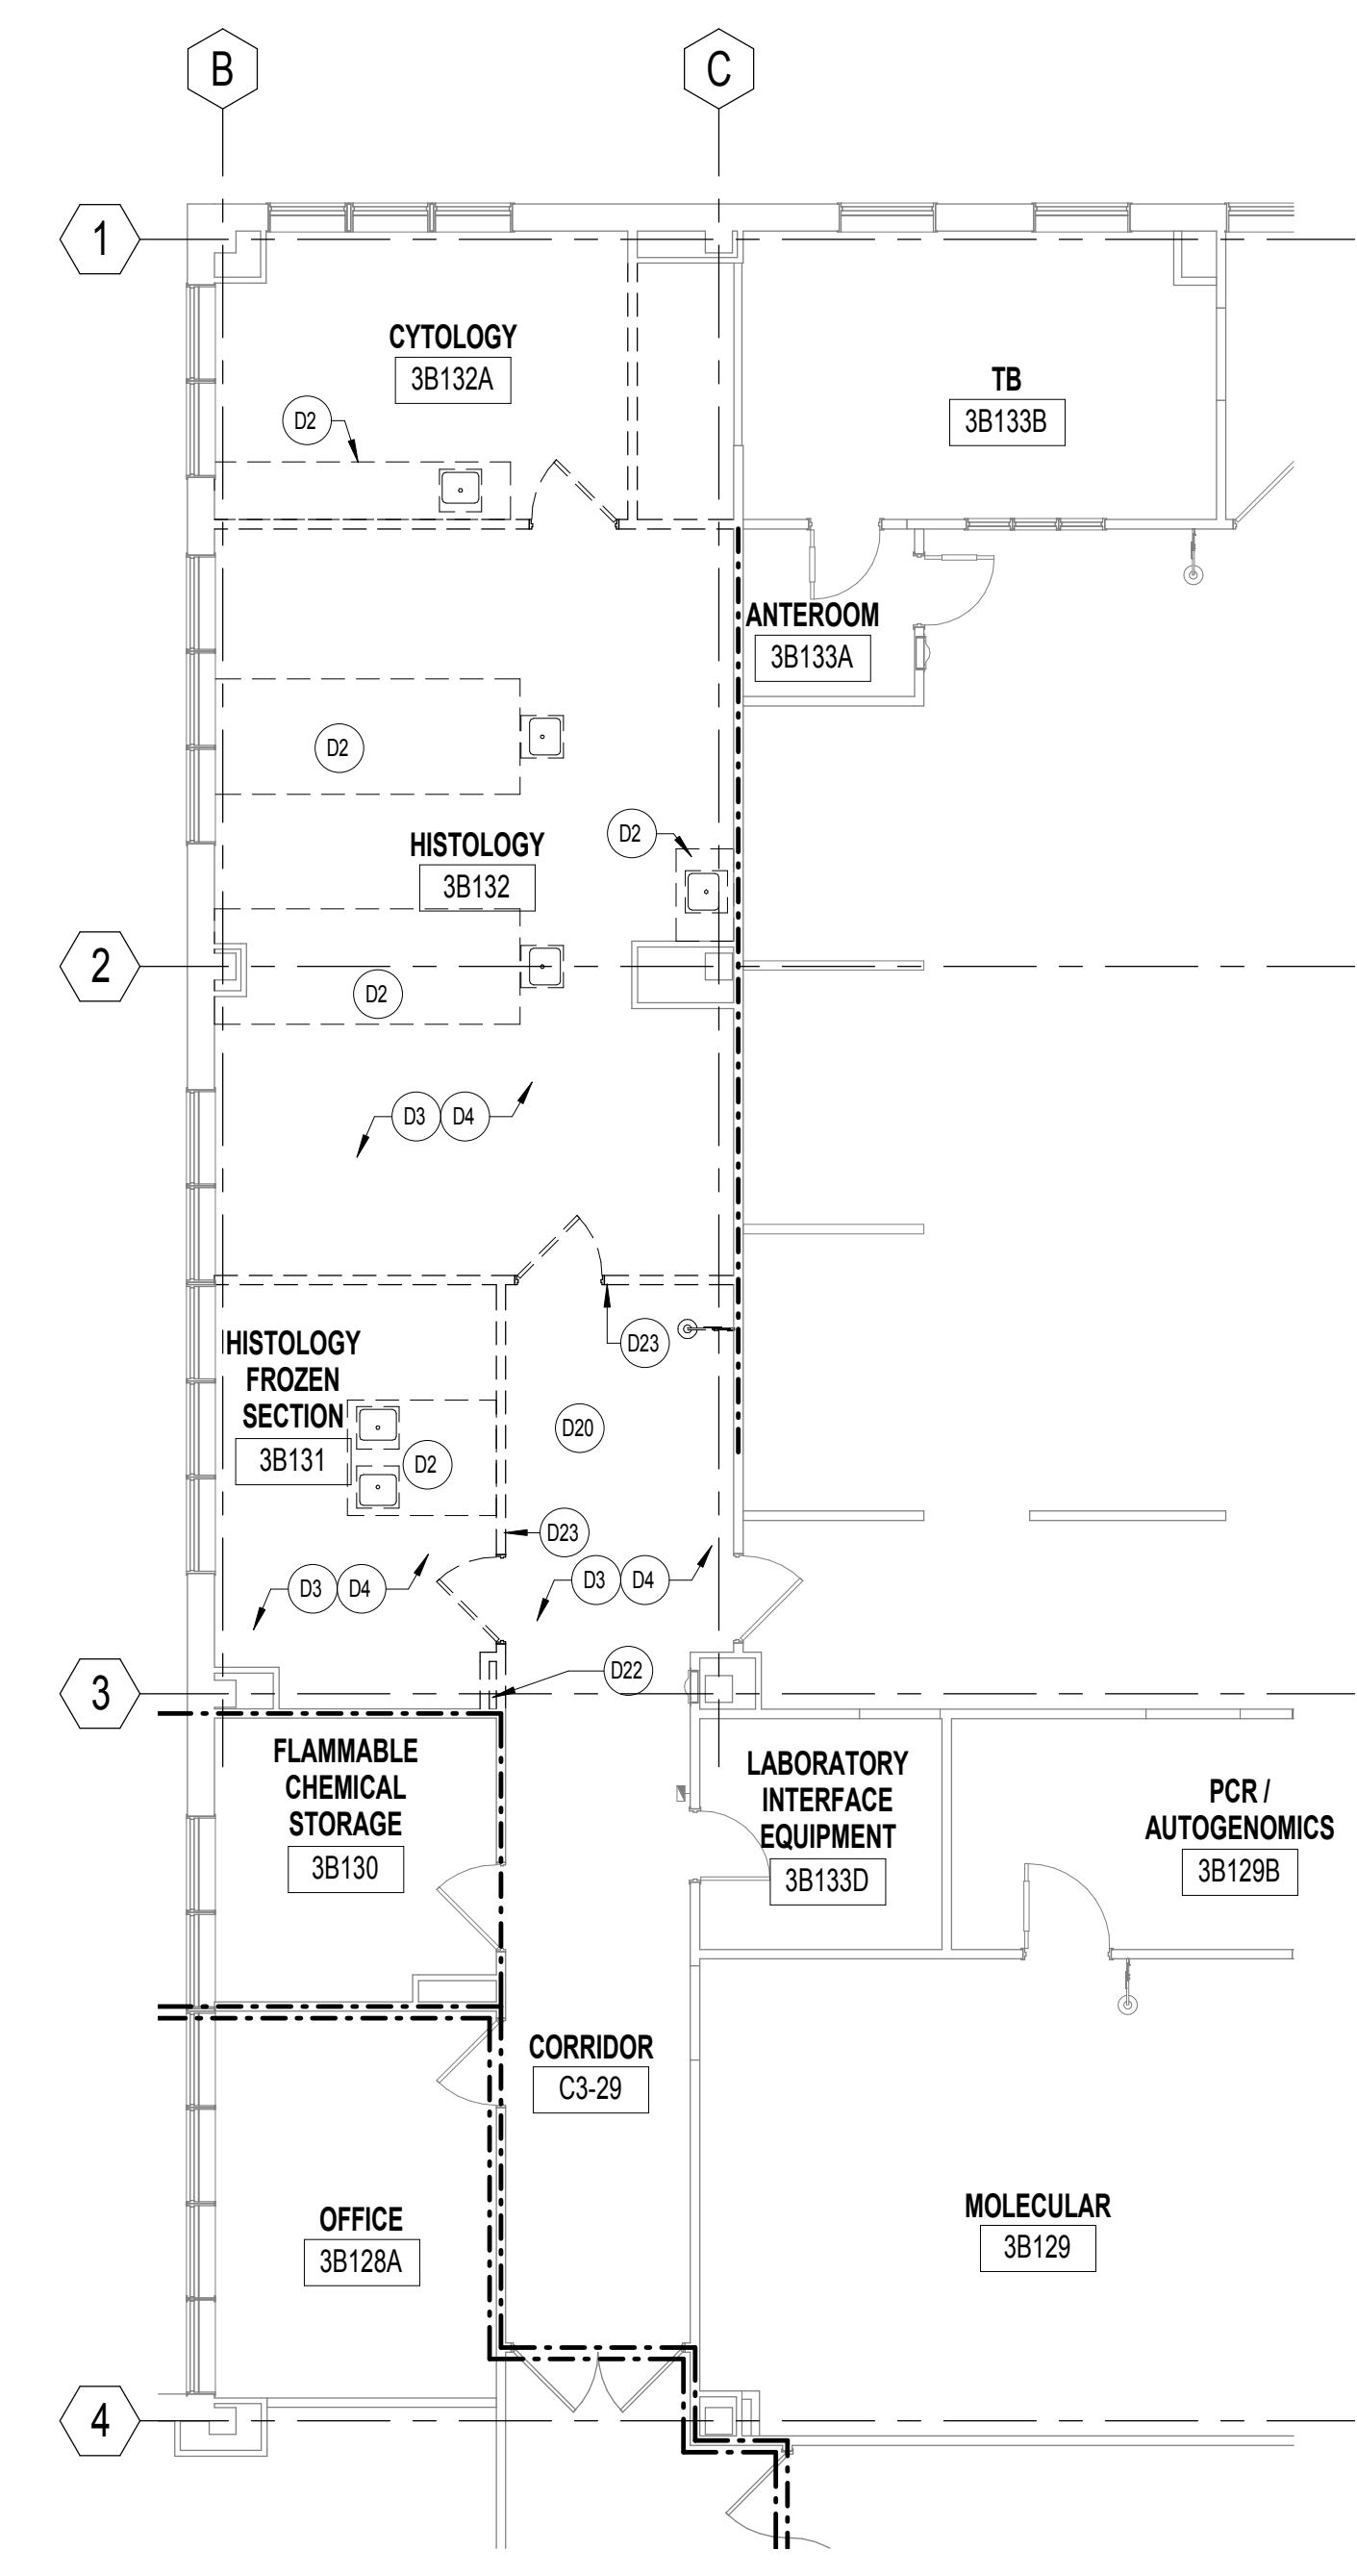 B
C
1
CYTOLOGY
3B132A
TB
3B133B
D2
ANTEROOM
3B133A
D2
D2
HISTOLOGY
3B132
2
D2
D3
D4
HISTOLOGY
FROZEN
SECTION
3B131
D23
D20
D2
D23
D3
D4
D3
D4
D22
3
FLAMMABLE
CHEMICAL
STORAGE
3B130
LABORATORY
INTERFACE
EQUIPMENT
3B133D
PCR /
AUTOGENOMICS
3B129B
CORRIDOR
C3-29
OFFICE
3B128A
MOLECULAR
3B129
4